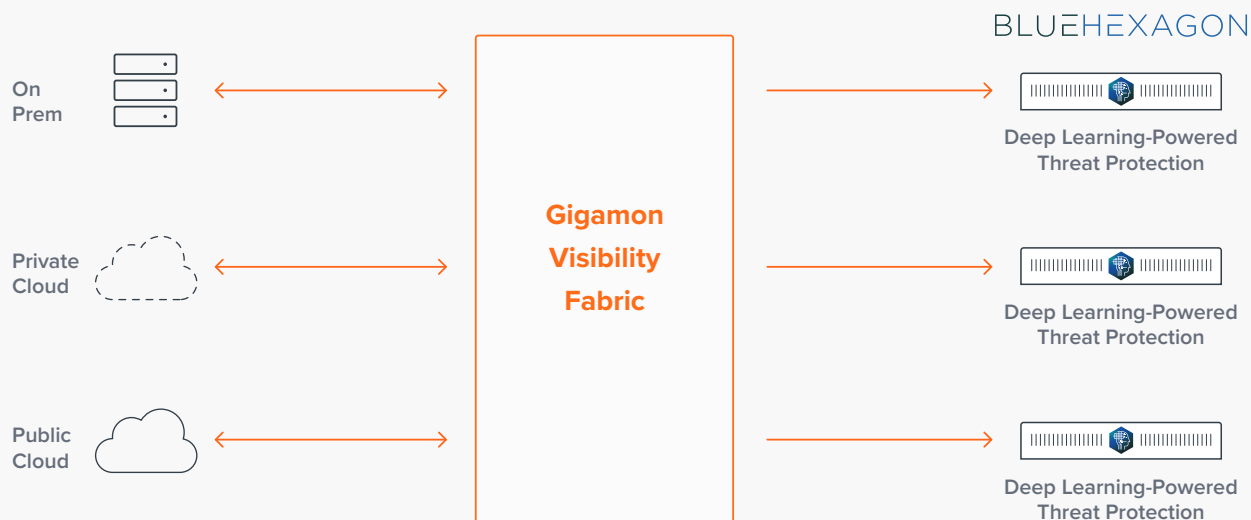 BLUEHEXAGON
On
Prem
Deep Learning-Powered
Threat Protection
Gigamon
Visibility
Fabric
Private
Cloud
Deep Learning-Powered
Threat Protection
Public
Cloud
Deep Learning-Powered
Threat Protection